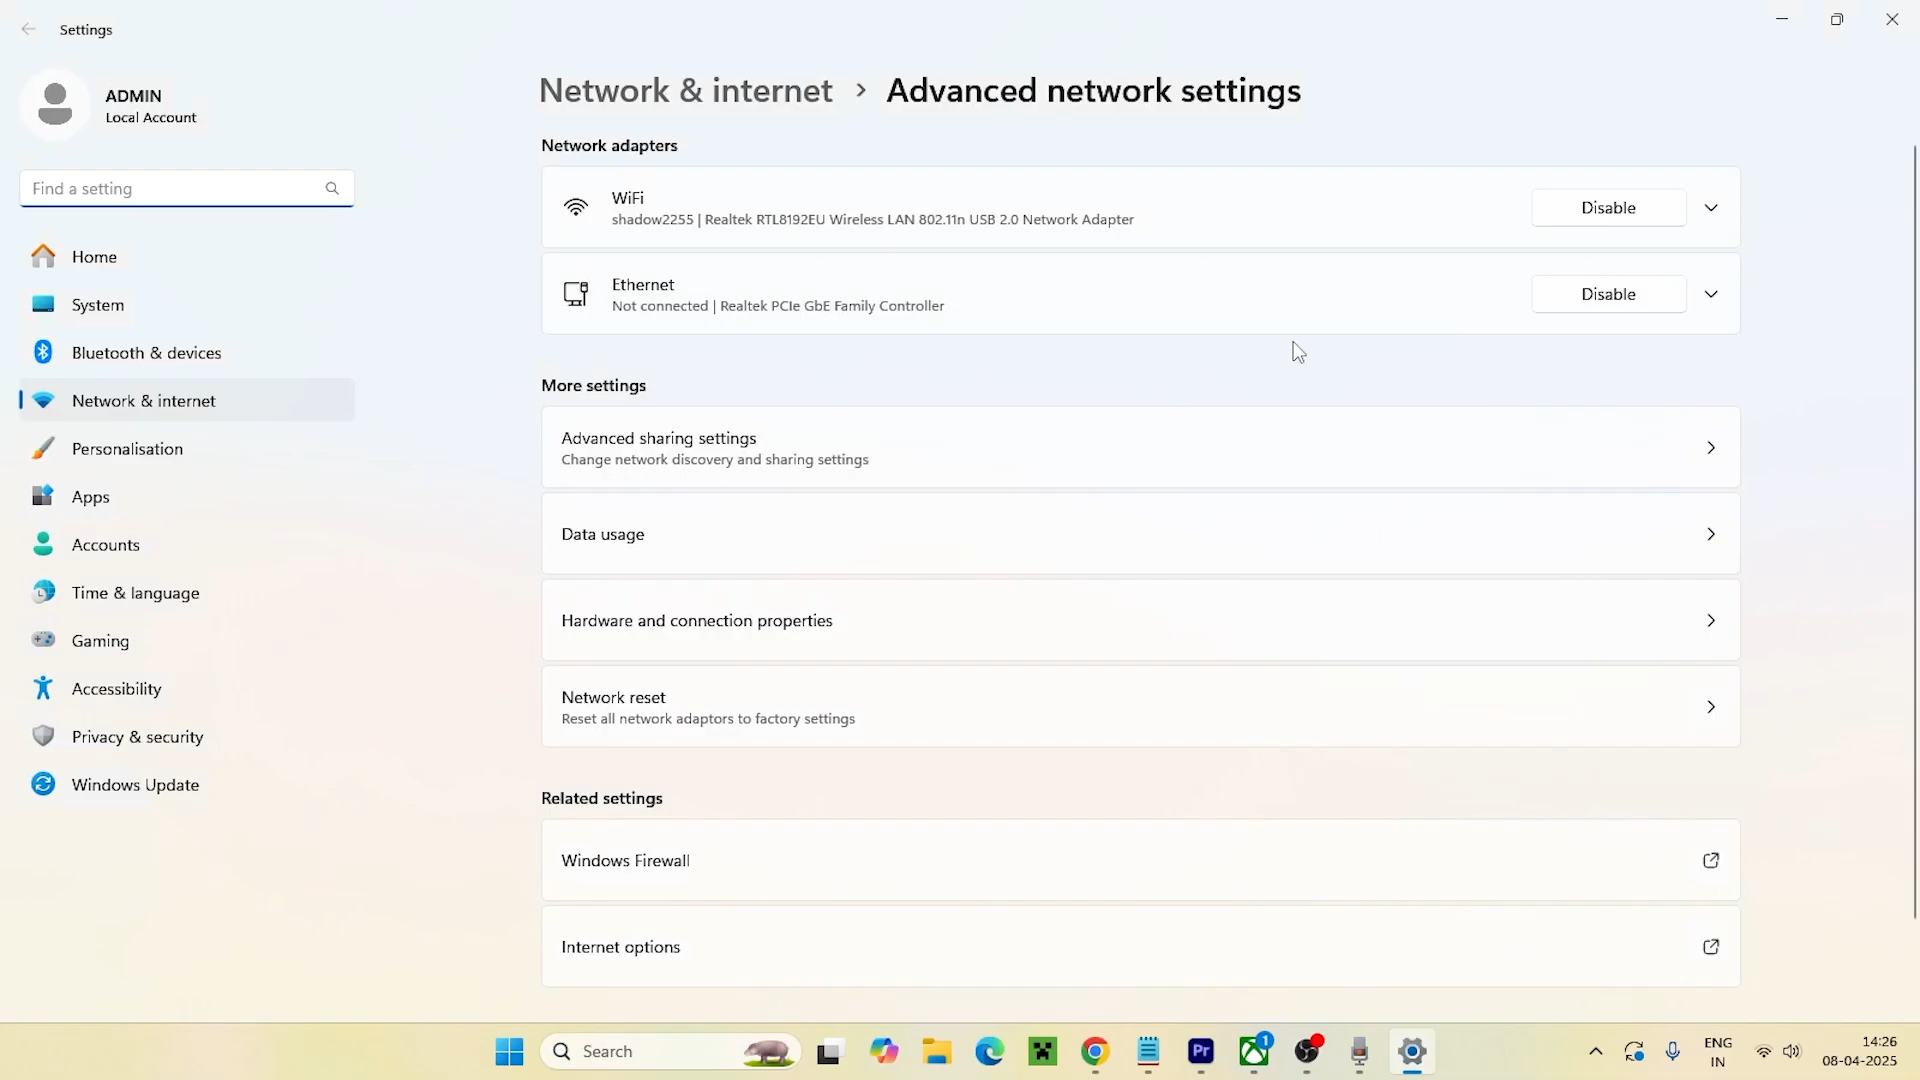 Settings
ADMIN
Local Account
Find a setting
Home
System
Bluetooth & devices
Network & internet
Personalisation
Apps
Accounts
Time & language
Gaming
Accessibility
Privacy & security
Windows Update
Network & internet > Advanced network settings
Network adapters
WiFi
shadow2255 | Realtek RTL8192EU Wireless LAN 802.11n USB 2.0 Network Adapter
Disable
Ethernet
Not connected | Realtek PCIe GbE Family Controller
Disable
More settings
Advanced sharing settings
Change network discovery and sharing settings
Data usage
Hardware and connection properties
Network reset
Reset all network adaptors to factory settings
Related settings
Windows Firewall
Internet options
Search
Pr
1
ENG
IN
14:26
08-04-2025